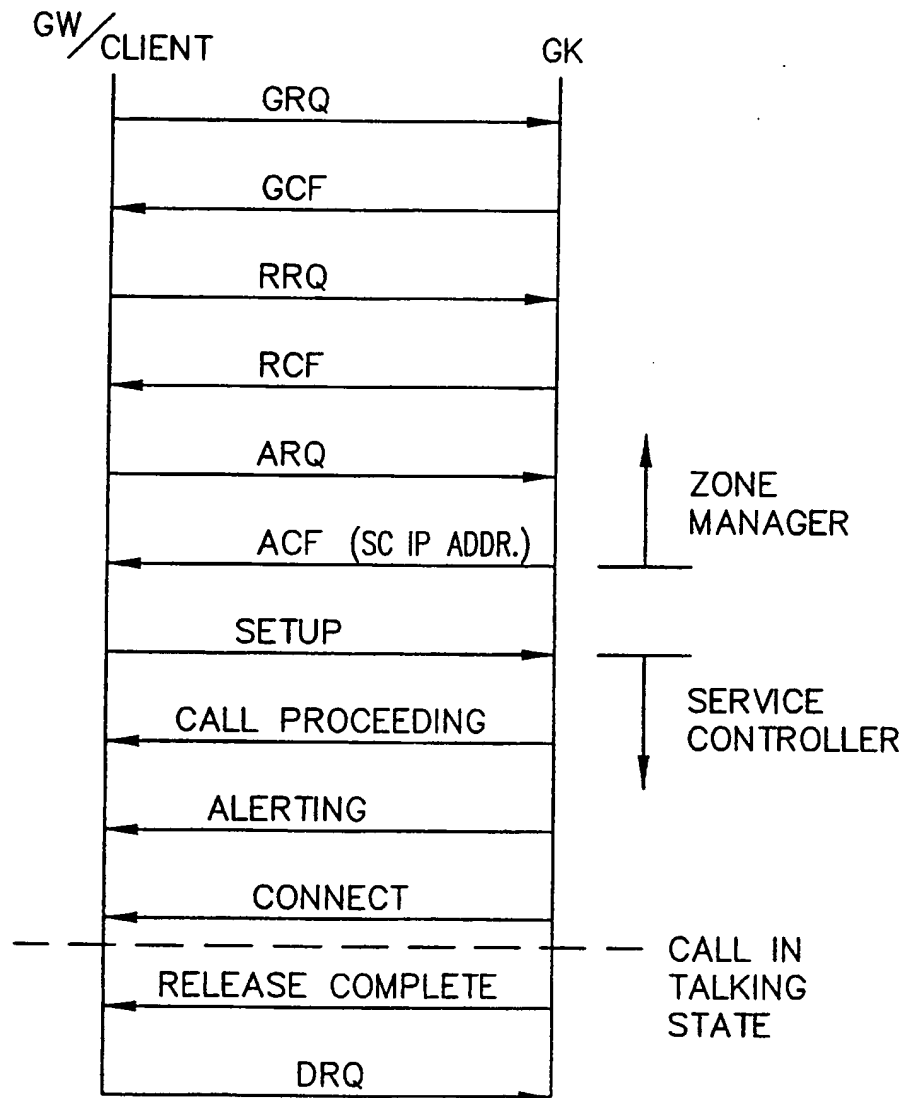 GW/CLIENT
GK
GRQ
GCF
RRQ
RCF
ARQ
ZONE
MANAGER
ACF (SC IP ADDR.)
SETUP
CALL PROCEEDING
SERVICE
CONTROLLER
ALERTING
CONNECT
CALL IN
TALKING
STATE
RELEASE COMPLETE
DRQ